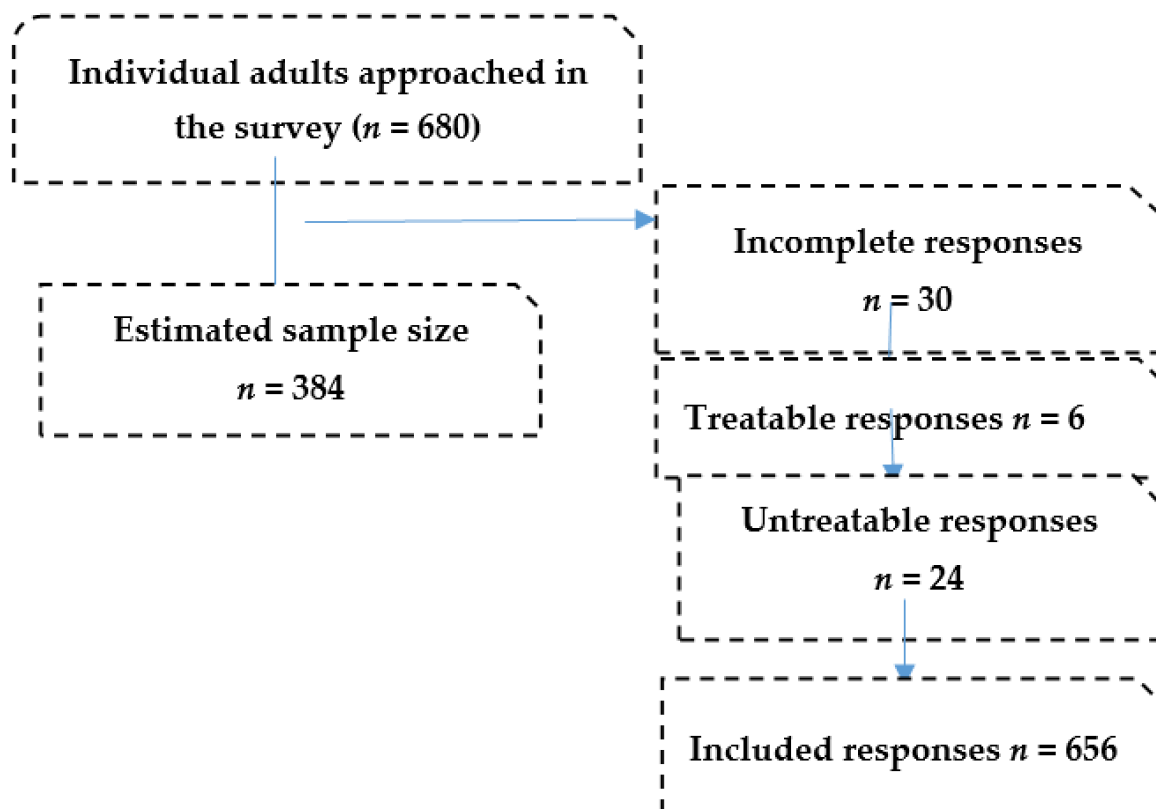 Individual adults approached in
the survey (n = 680)
Incomplete responses
n = 30
Estimated sample size
n = 384
Treatable responses n = 6
Untreatable responses
n = 24
Included responses n = 656